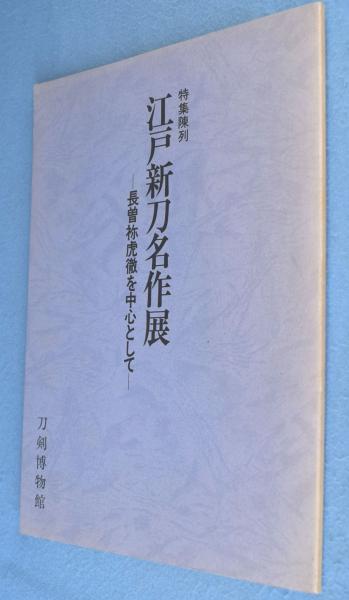 特集陳列
江戸新刀名作展
―長曽祢虎徹を中心として―
刀剣博物館